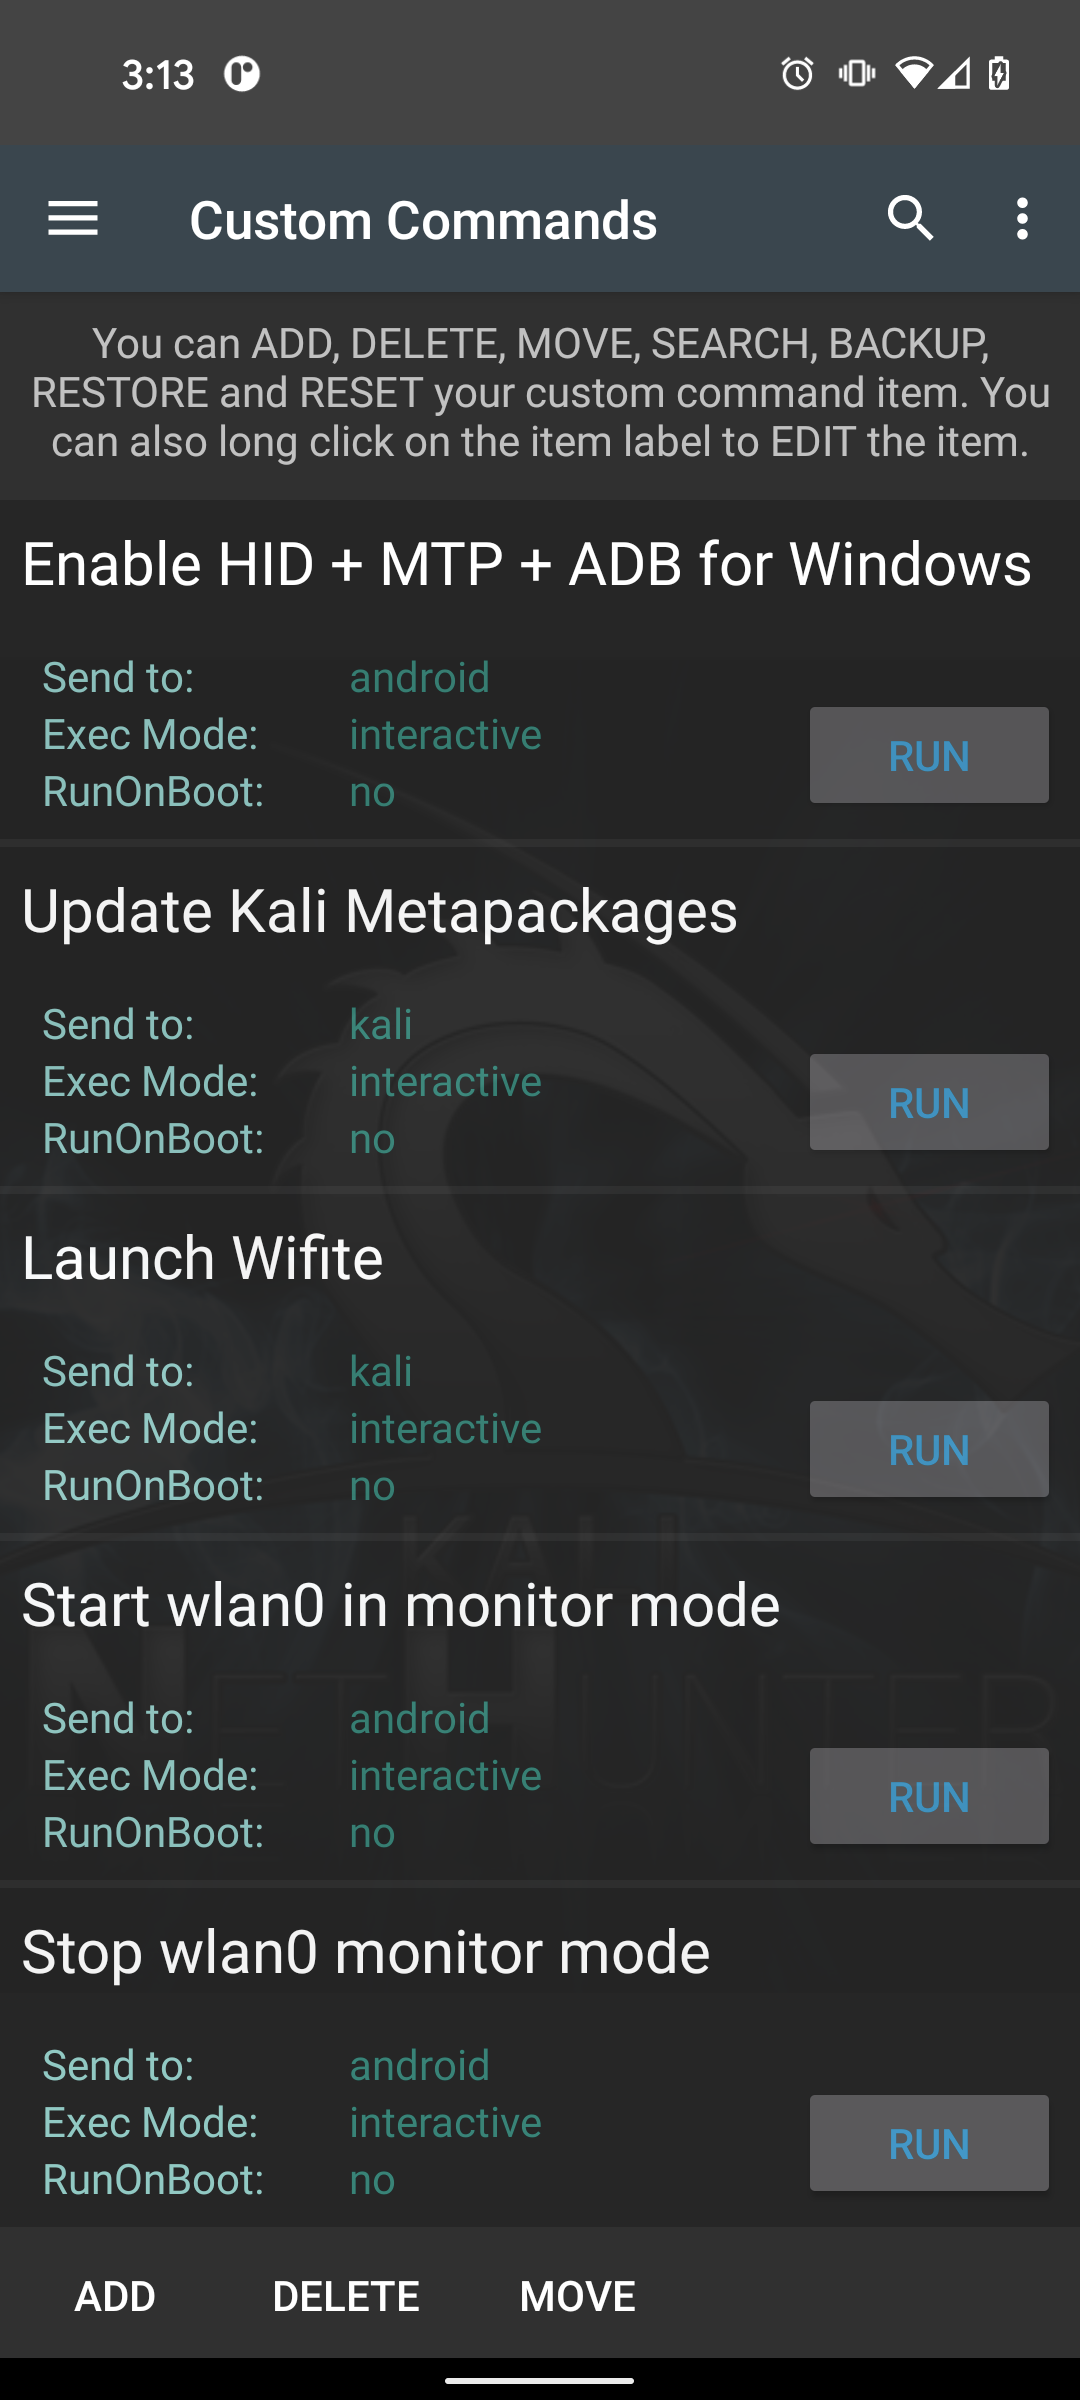 3:13
Custom Commands
You can ADD, DELETE, MOVE, SEARCH, BACKUP,
RESTORE and RESET your custom command item. You
can also long click on the item label to EDIT the item.
Enable HID + MTP + ADB for Windows
Send to: android
Exec Mode: interactive
RunOnBoot: no
RUN
Update Kali Metapackages
Send to: kali
Exec Mode: interactive
RunOnBoot: no
RUN
Launch Wifite
Send to: kali
Exec Mode: interactive
RunOnBoot: no
RUN
KALI
Start wlan0 in monitor mode
NETHUNTER
Send to: android
Exec Mode: interactive
RunOnBoot: no
RUN
Stop wlan0 monitor mode
Send to: android
Exec Mode: interactive
RunOnBoot: no
RUN
ADD DELETE MOVE